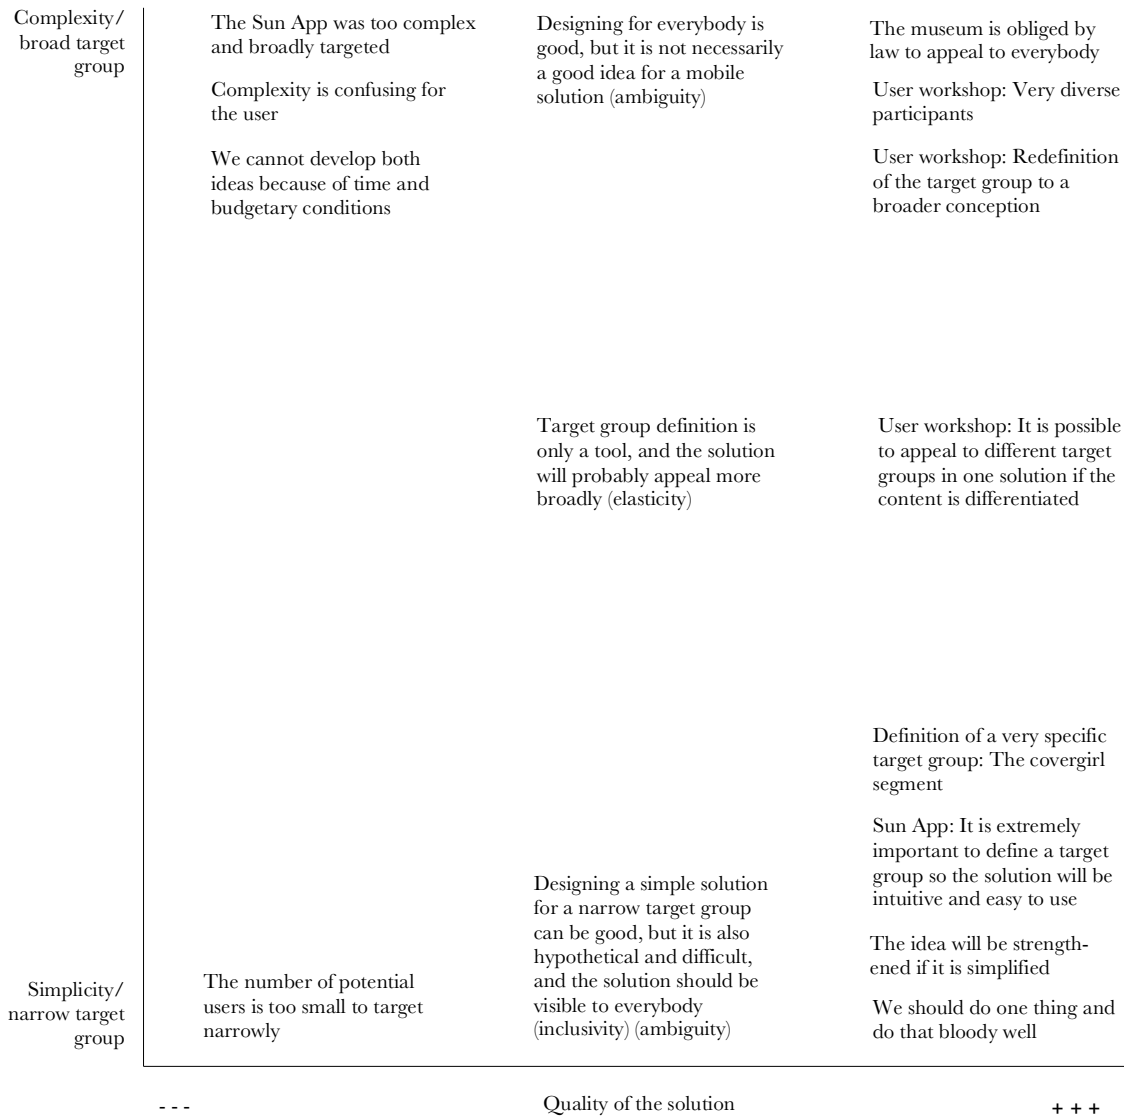 Complexity/
broad target
group
The Sun App was too complex
and broadly targeted
Complexity is confusing for
the user
We cannot develop both
ideas because of time and
budgetary conditions
Designing for everybody is
good, but it is not necessarily
a good idea for a mobile
solution (ambiguity)
The museum is obliged by
law to appeal to everybody
User workshop: Very diverse
participants
User workshop: Redefinition
of the target group to a
broader conception
Target group definition is
only a tool, and the solution
will probably appeal more
broadly (elasticity)
User workshop: It is possible
to appeal to different target
groups in one solution if the
content is differentiated
Definition of a very specific
target group: The covergirl
segment
Sun App: It is extremely
important to define a target
group so the solution will be
intuitive and easy to use
The idea will be strength-
ened if it is simplified
We should do one thing and
do that bloody well
Designing a simple solution
for a narrow target group
can be good, but it is also
hypothetical and difficult,
and the solution should be
visible to everybody
(inclusivity) (ambiguity)
The number of potential
users is too small to target
narrowly
Simplicity/
narrow target
group
- - -
Quality of the solution
+ + +